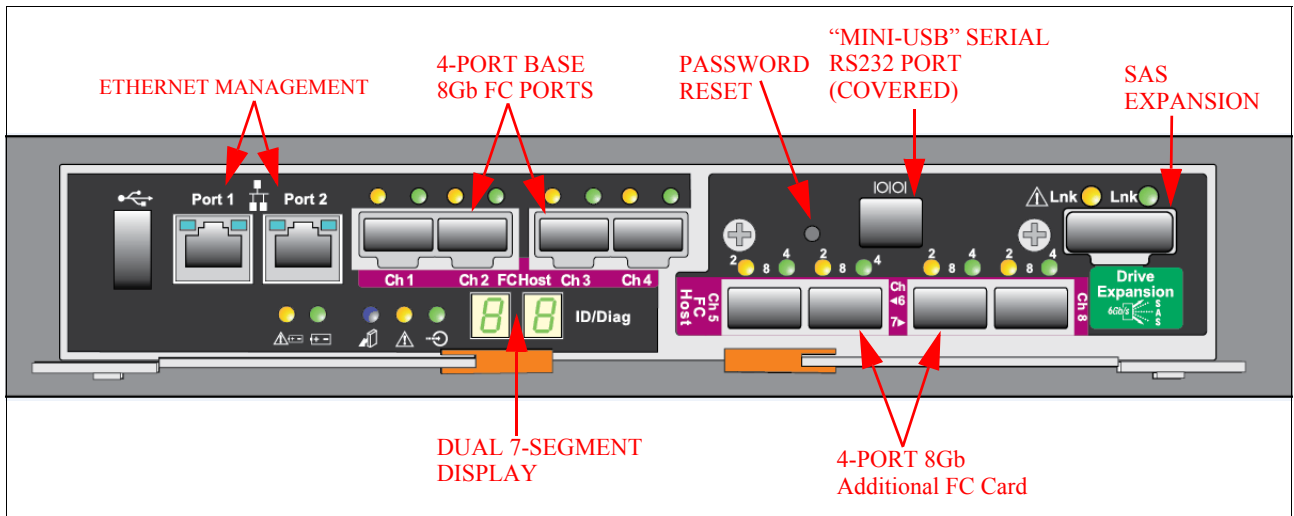 ETHERNET MANAGEMENT
4-PORT BASE
8Gb FC PORTS
PASSWORD
RESET
“MINI-USB” SERIAL
RS232 PORT
(COVERED)
SAS
EXPANSION
Port 1
Port 2
|O|O|
Lnk
Lnk
Ch 1
Ch 2
FC Host
Ch 3
Ch 4
2
8
4
2
8
4
2
8
4
2
8
4
Ch 5
FC
Host
Ch
◄6
7►
Ch 8
Drive
Expansion
6Gb/s
SAS
8 8
ID/Diag
DUAL 7-SEGMENT
DISPLAY
4-PORT 8Gb
Additional FC Card